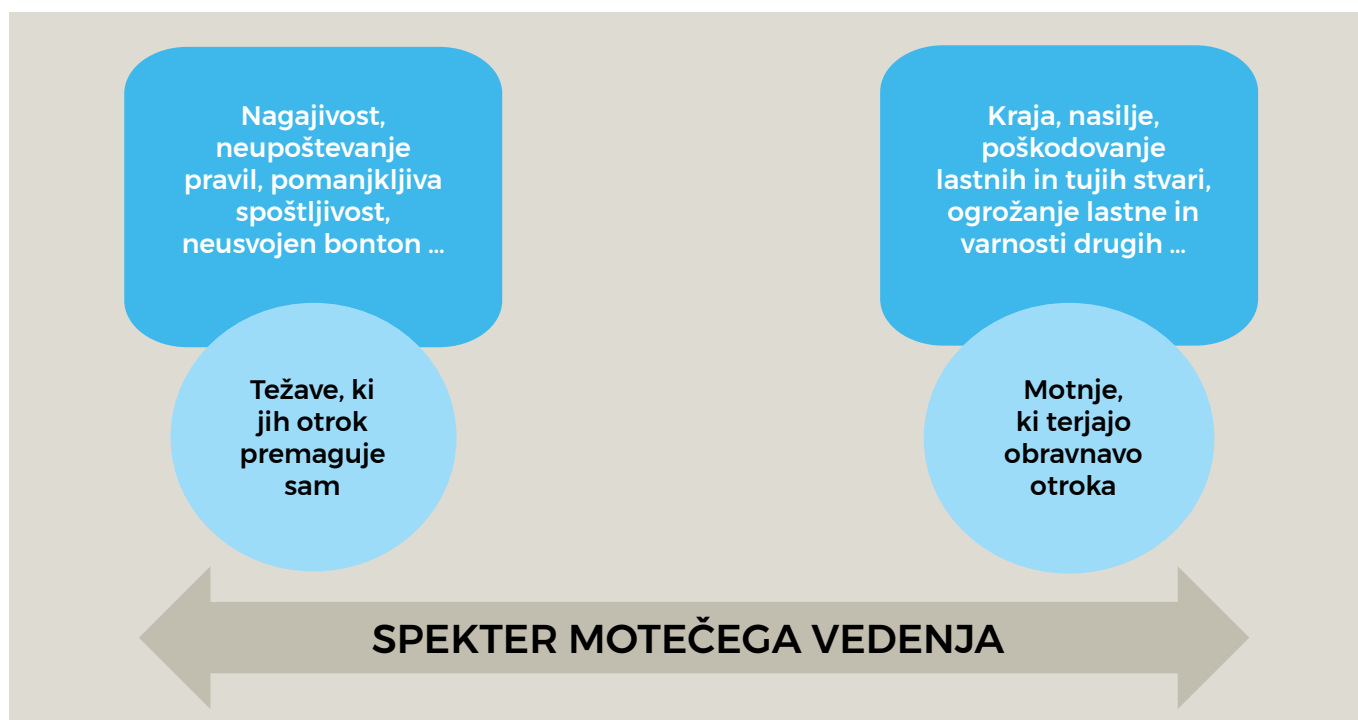 Nagajivost,
neupoštevanje
pravil, pomanjkljiva
spoštljivost,
neusvojen bonton ...
Težave, ki
jih otrok
premaguje
sam
Kraja, nasilje,
poškodovanje
lastnih in tujih stvari,
ogrožanje lastne in
varnosti drugih ...
Motnje,
ki terjajo
obravnavo
otroka
SPEKTER MOTEČEGA VEDENJA